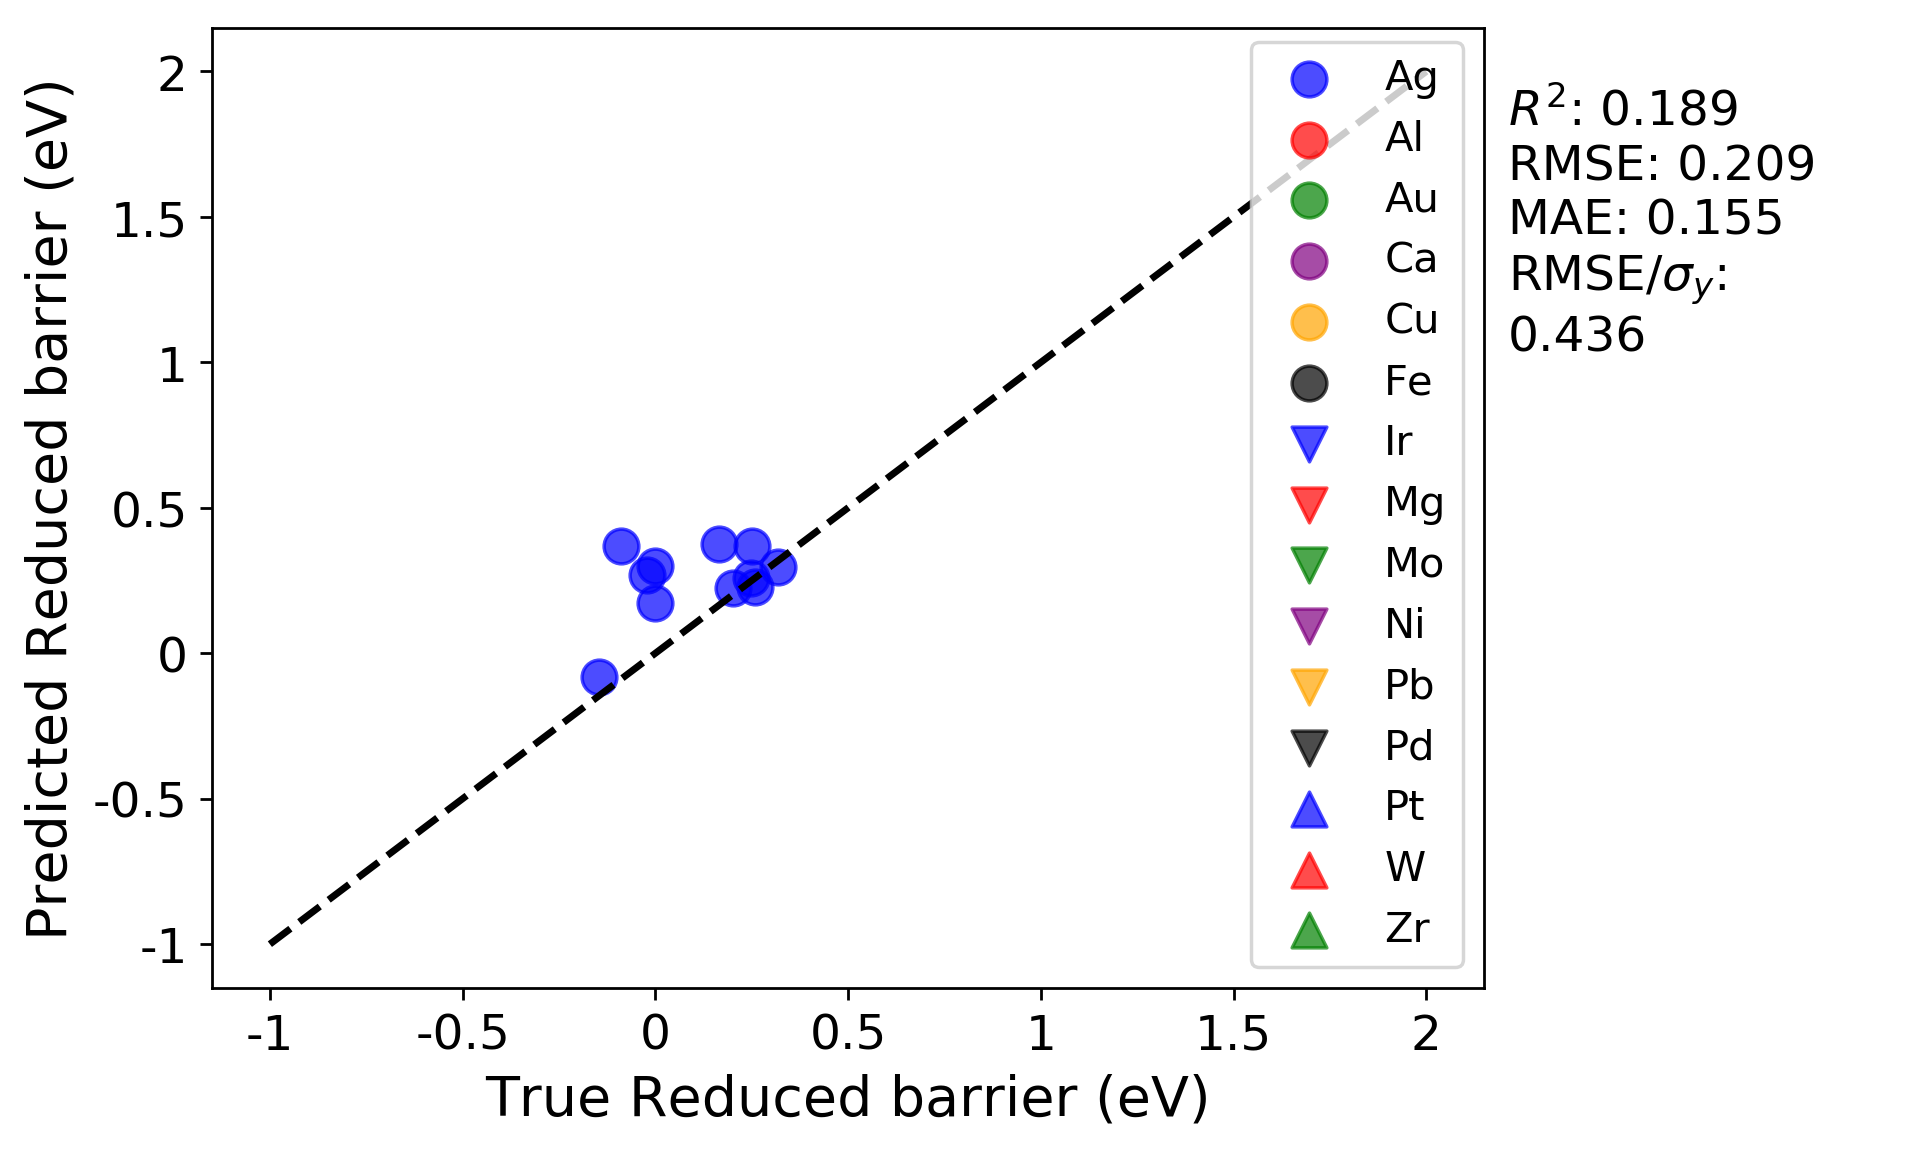 Predicted Reduced barrier (eV)
2
1.5
1
0.5
0
-0.5
-1
-1
-0.5
0
0.5
1
1.5
2
True Reduced barrier (eV)
Ag
Al
Au
Ca
Cu
Fe
Ir
Mg
Mo
Ni
Pb
Pd
Pt
W
Zr
R²: 0.189
RMSE: 0.209
MAE: 0.155
RMSE/σ_y:
0.436